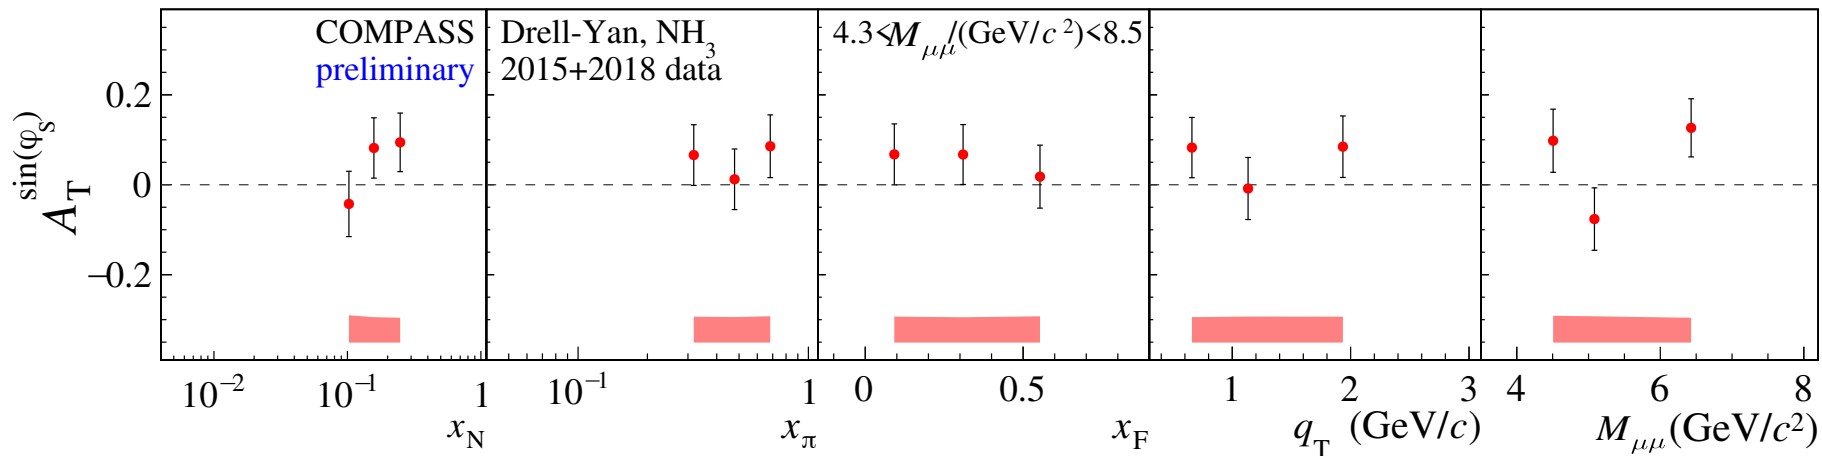 COMPASS
preliminary
Drell-Yan, NH3
2015+2018 data
4.3<Mμμ/(GeV/c 2)<8.5
A_T^sin(φ_S)
0.2
0
−0.2
10−2
10−1
1
xN
10−1
1
xπ
0
0.5
xF
1
2
3
qT (GeV/c)
4
6
8
Mμμ(GeV/c2)